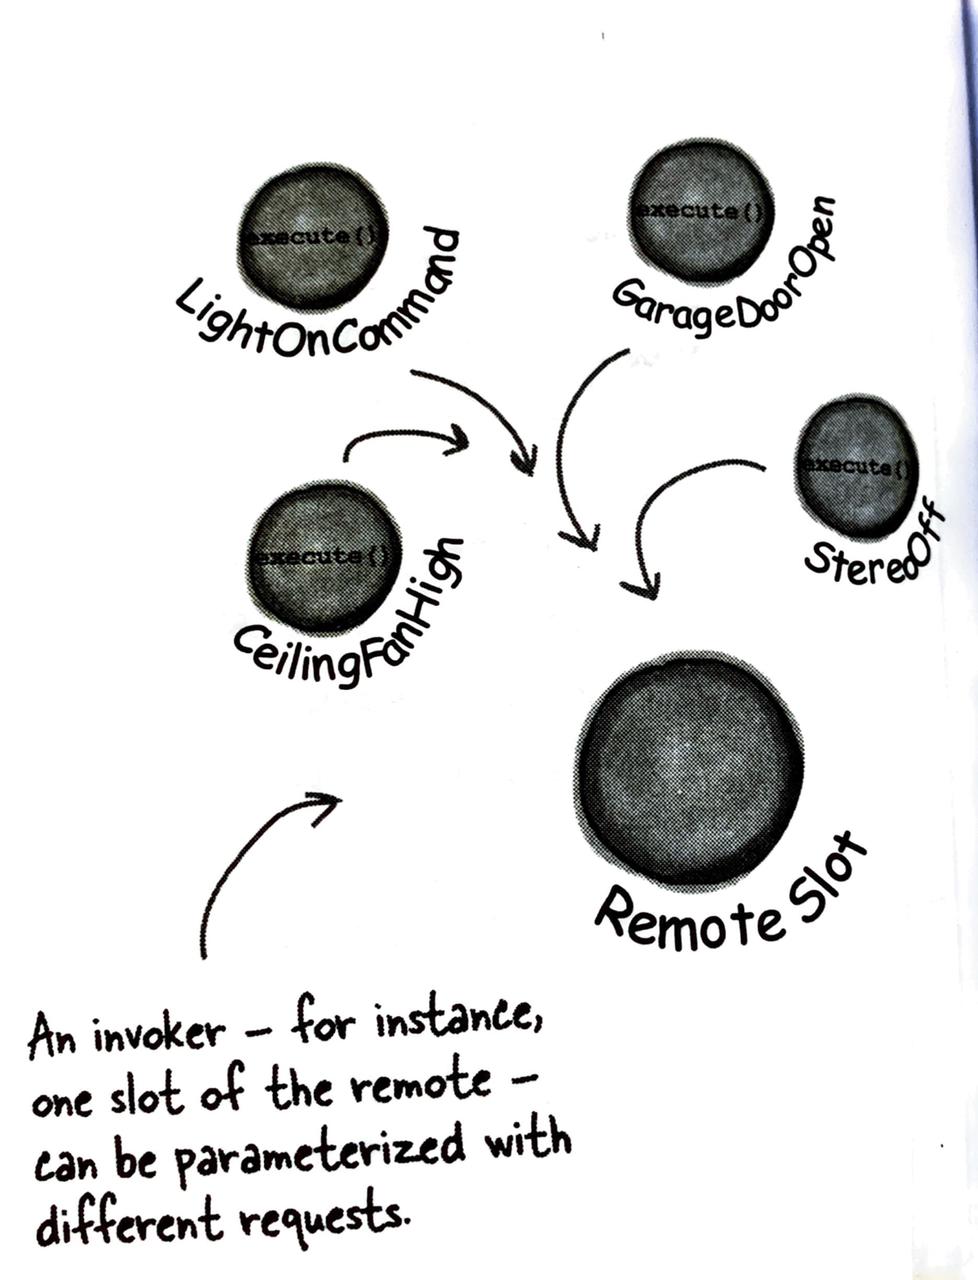 execute()
LightOnCommand
execute()
GarageDoorOpen
execute()
StereoOff
execute()
CeilingFanHigh
Remote Slot
An invoker – for instance,
one slot of the remote –
can be parameterized with
different requests.